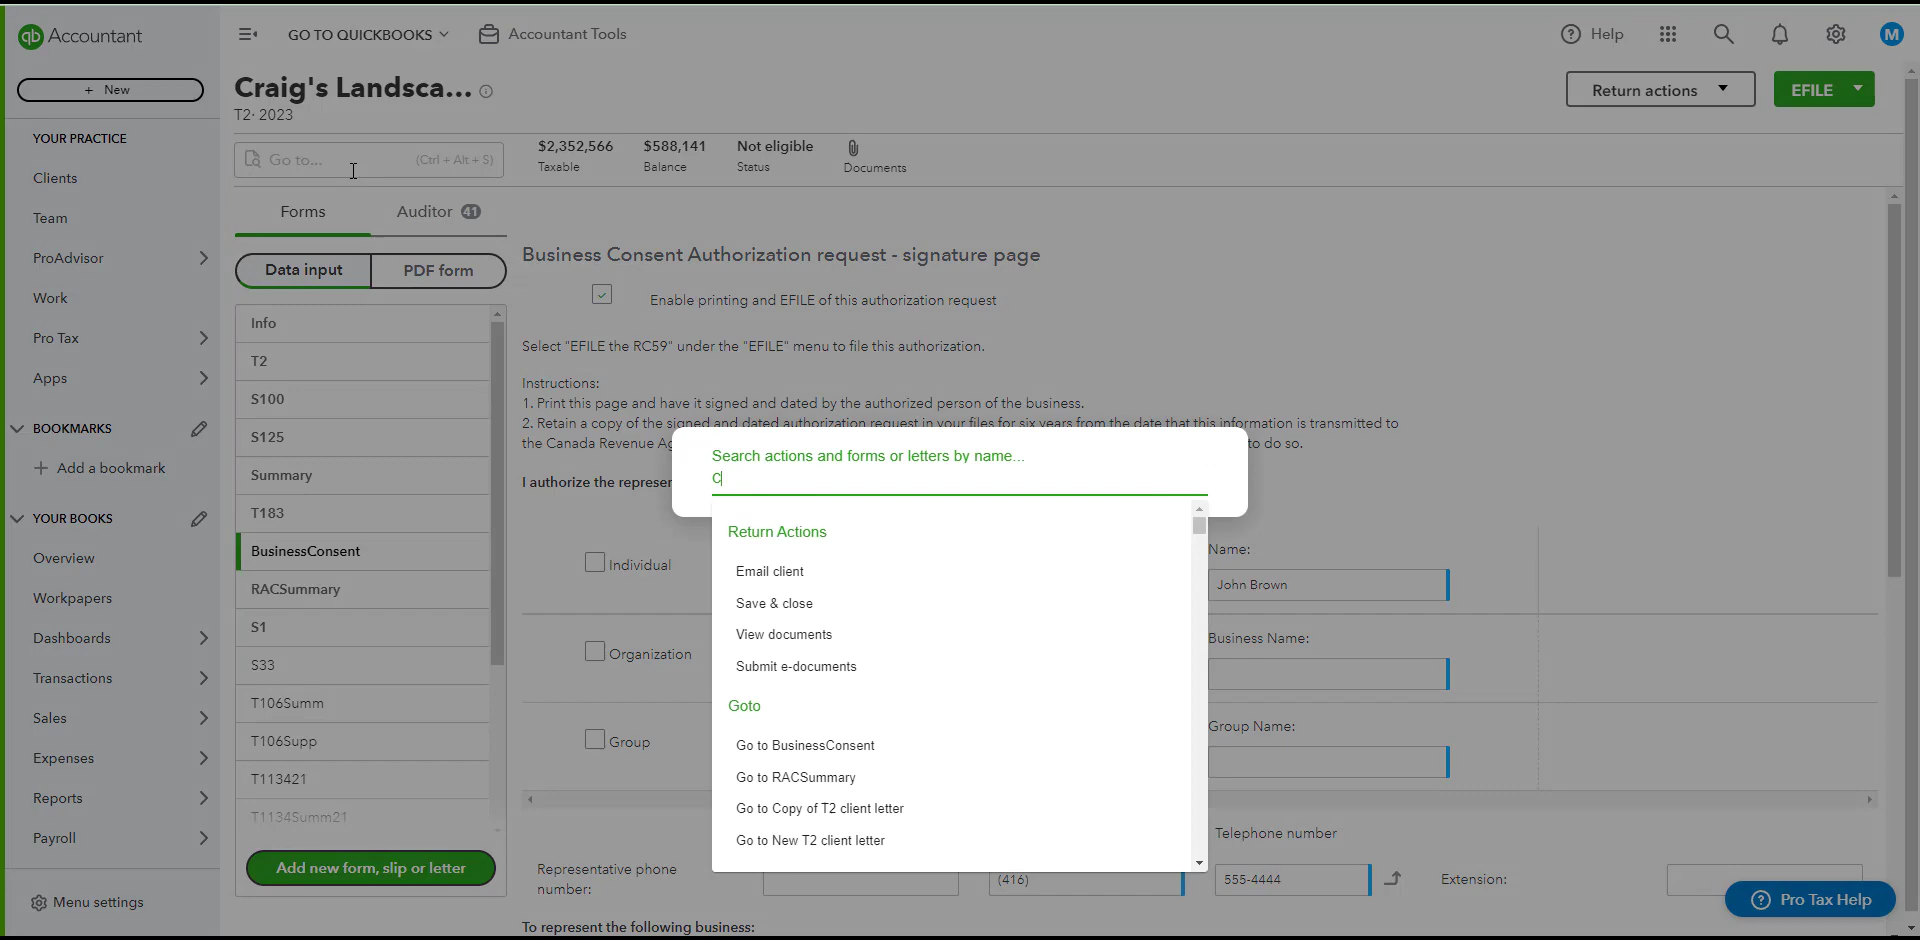 qb Accountant
GO TO QUICKBOOKS
Accountant Tools
Help
M
+ New
Craig's Landsca...
T2· 2023
Return actions
EFILE
YOUR PRACTICE
Clients
Team
ProAdvisor
Work
Pro Tax
Apps
BOOKMARKS
+ Add a bookmark
YOUR BOOKS
Overview
Workpapers
Dashboards
Transactions
Sales
Expenses
Reports
Payroll
Menu settings
Go to...
(Ctrl + Alt + S)
$2,352,566
Taxable
$588,141
Balance
Not eligible
Status
Documents
Forms
Auditor 41
Data input
PDF form
Info
T2
S100
S125
Summary
T183
BusinessConsent
RACSummary
S1
S33
T106Summ
T106Supp
T113421
T1134Summ21
Add new form, slip or letter
Business Consent Authorization request - signature page
Enable printing and EFILE of this authorization request
Select "EFILE the RC59" under the "EFILE" menu to file this authorization.
Instructions:
1. Print this page and have it signed and dated by the authorized person of the business.
2. Retain a copy of the signed and dated authorization request in your files for six years from the date that this information is transmitted to
the Canada Revenue
to do so.
I authorize the
Search actions and forms or letters by name...
C
Return Actions
Email client
Save & close
View documents
Submit e-documents
Goto
Go to BusinessConsent
Go to RACSummary
Go to Copy of T2 client letter
Go to New T2 client letter
Individual
Name:
John Brown
Organization
Business Name:
Group
Group Name:
Telephone number
Representative phone
number:
(416)
555-4444
Extension:
To represent the following business:
Pro Tax Help